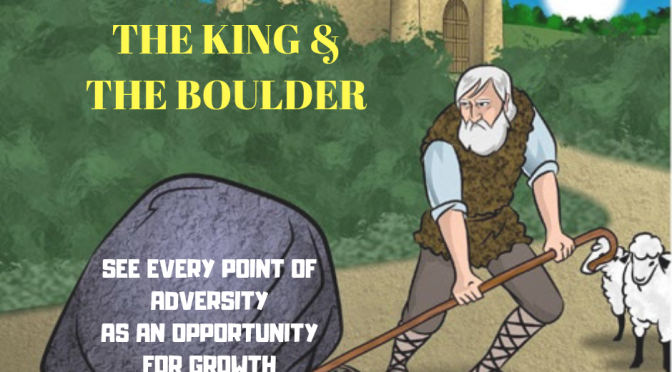 THE KING &
THE BOULDER
SEE EVERY POINT OF
ADVERSITY
AS AN OPPORTUNITY
FOR GROWTH